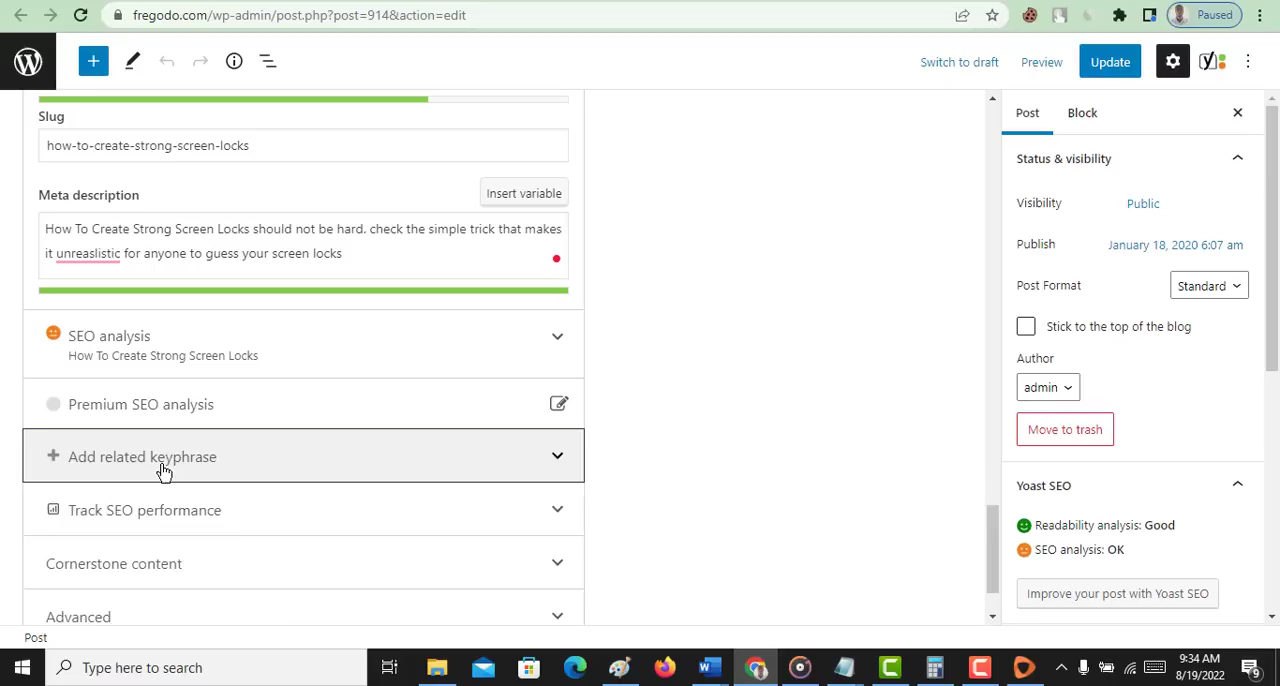 fregodo.com/wp-admin/post.php?post=914&action=edit
Paused
Switch to draft
Preview
Update
Slug
how-to-create-strong-screen-locks
Meta description
Insert variable
How To Create Strong Screen Locks should not be hard. check the simple trick that makes
it unreaslistic for anyone to guess your screen locks
SEO analysis
How To Create Strong Screen Locks
Premium SEO analysis
Add related keyphrase
Track SEO performance
Cornerstone content
Advanced
Post
Block
Status & visibility
Visibility
Public
Publish
January 18, 2020 6:07 am
Post Format
Standard
Stick to the top of the blog
Author
admin
Move to trash
Yoast SEO
Readability analysis: Good
SEO analysis: OK
Improve your post with Yoast SEO
Post
Type here to search
9:34 AM
8/19/2022